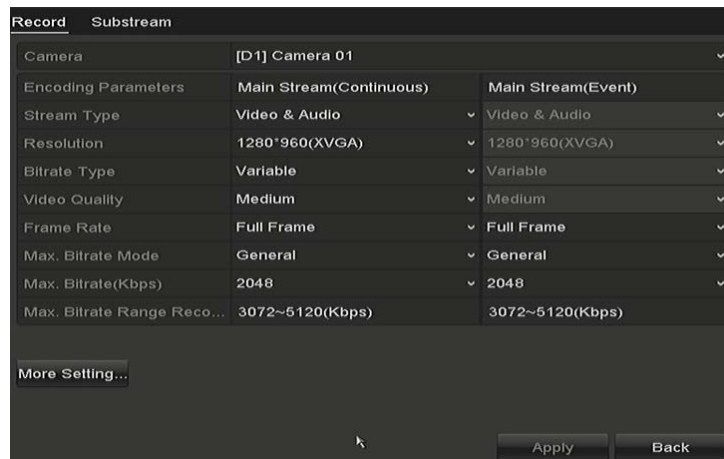 Record Substream
Camera [D1] Camera 01
Encoding Parameters Main Stream(Continuous) Main Stream(Event)
Stream Type Video & Audio Video & Audio
Resolution 1280*960(XVGA) 1280*960(XVGA)
Bitrate Type Variable Variable
Video Quality Medium Medium
Frame Rate Full Frame Full Frame
Max. Bitrate Mode General General
Max. Bitrate(Kbps) 2048 2048
Max. Bitrate Range Reco... 3072~5120(Kbps) 3072~5120(Kbps)
More Setting...
Apply Back